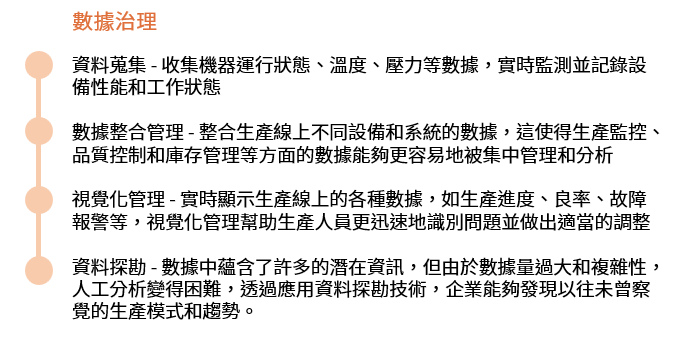 數據治理
資料蒐集 - 收集機器運行狀態、溫度、壓力等數據，實時監測並記錄設
備性能和工作狀態
數據整合管理 - 整合生產線上不同設備和系統的數據，這使得生產監控、
品質控制和庫存管理等方面的數據能夠更容易地被集中管理和分析
視覺化管理 - 實時顯示生產線上的各種數據，如生產進度、良率、故障
報警等，視覺化管理幫助生產人員更迅速地識別問題並做出適當的調整
資料探勘 - 數據中蘊含了許多的潛在資訊，但由於數據量過大和複雜性，
人工分析變得困難，透過應用資料探勘技術，企業能夠發現以往未曾察
覺的生產模式和趨勢。